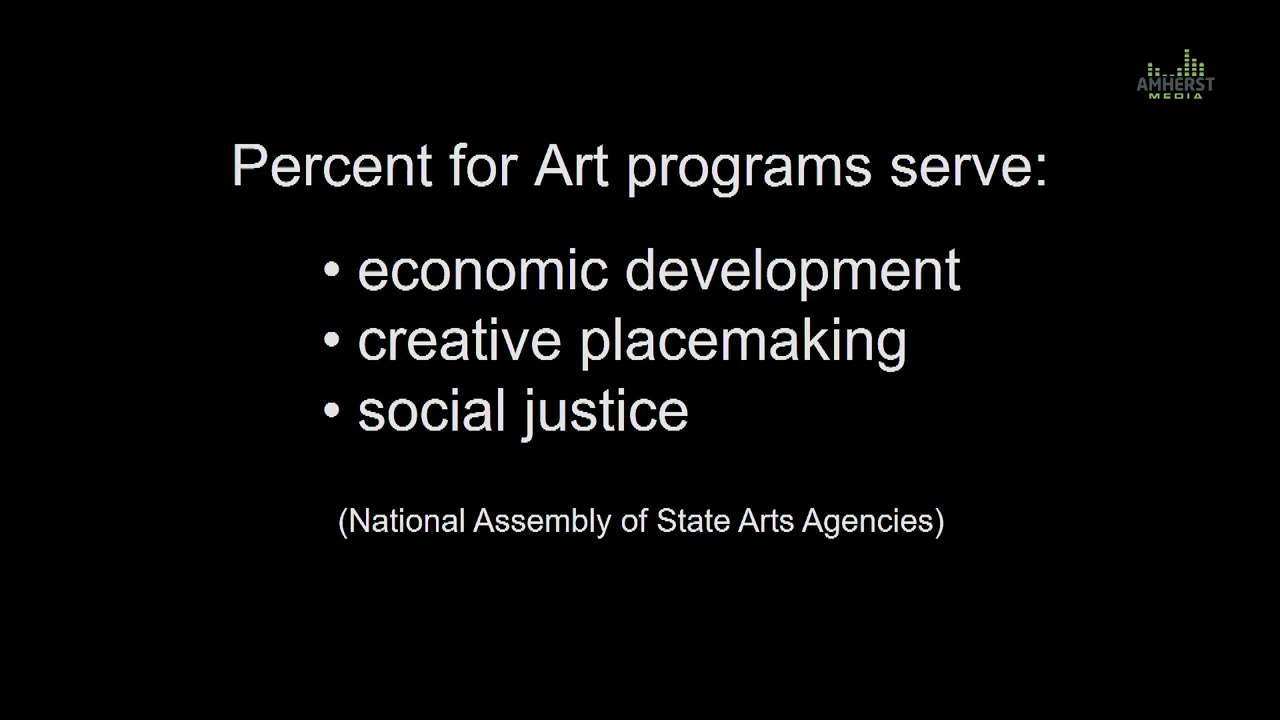 AMHERST
MEDIA
Percent for Art programs serve:
• economic development
• creative placemaking
• social justice
(National Assembly of State Arts Agencies)